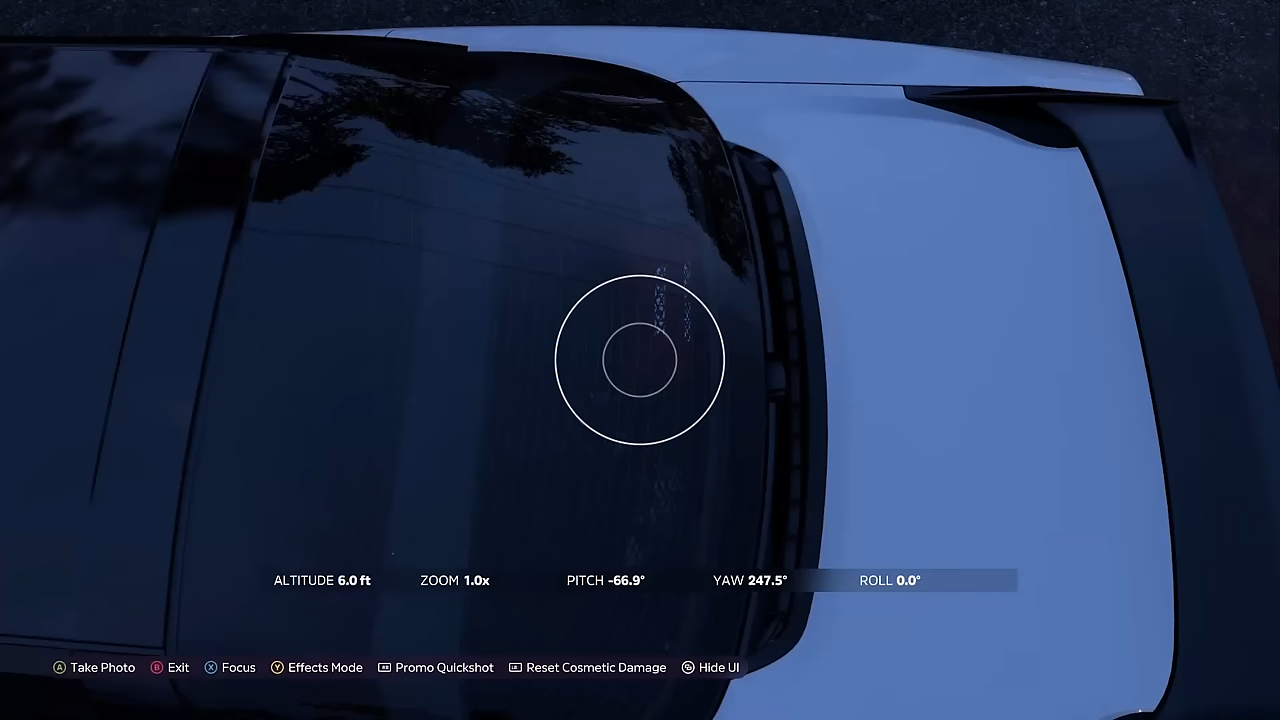 ALTITUDE 6.0 ft ZOOM 1.0x PITCH -66.9° YAW 247.5° ROLL 0.0°
A Take Photo B Exit X Focus Y Effects Mode Promo Quickshot Reset Cosmetic Damage Hide UI